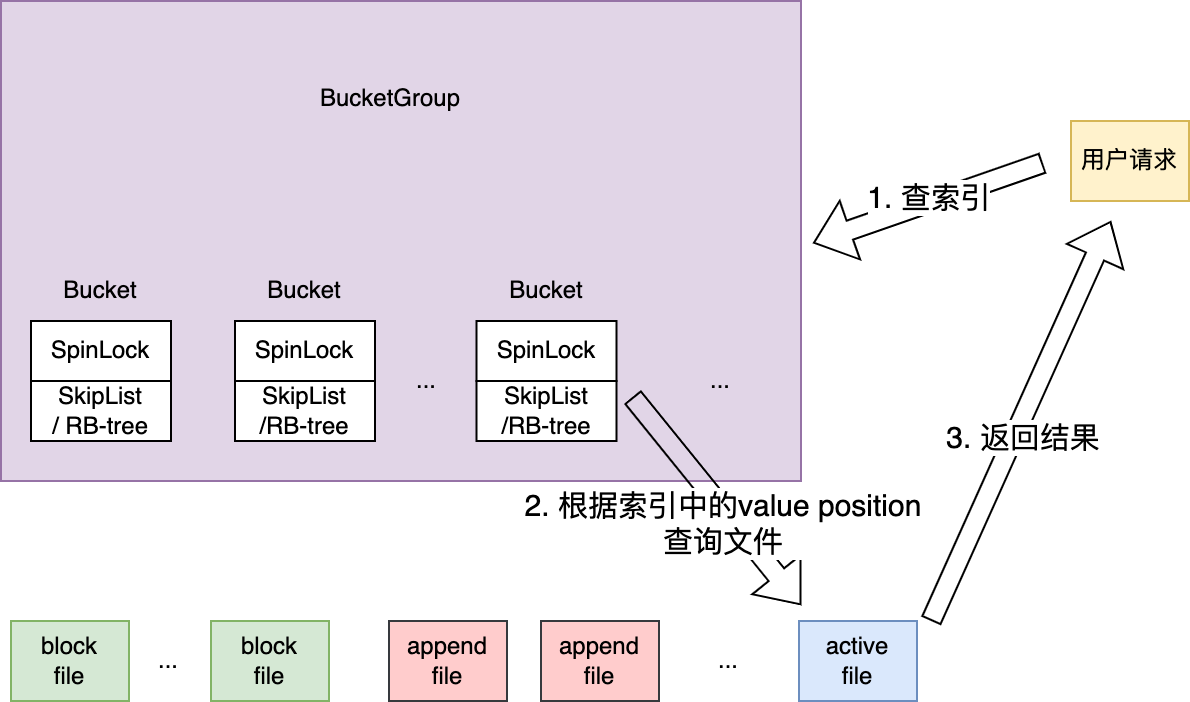 BucketGroup
用户请求
1. 查索引
Bucket
Bucket
Bucket
SpinLock
SpinLock
SpinLock
SkipList
/ RB-tree
SkipList
/RB-tree
...
SkipList
/RB-tree
...
3. 返回结果
2. 根据索引中的value position
查询文件
block
file
...
block
file
append
file
append
file
...
active
file